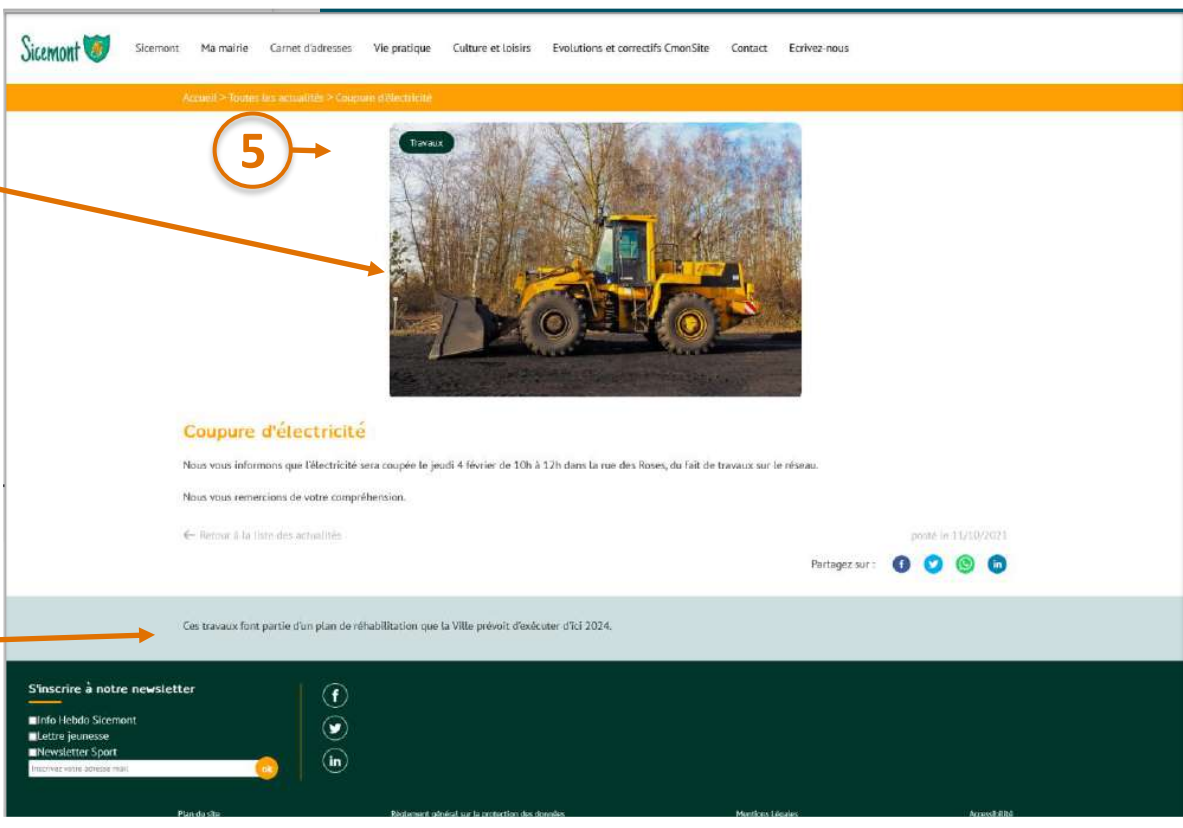 Sicemont
Sicemont Ma mairie Carnet d'adresses Vie pratique Culture et loisirs Evolutions et correctifs CmonSite Contact Ecrivez-nous
Accueil > Toutes les actualités > Coupure d'électricité
5
Travaux
Coupure d'électricité
Nous vous informons que l'électricité sera coupée le jeudi 4 février de 10h à 12h dans la rue des Roses, du fait de travaux sur le réseau.
Nous vous remercions de votre compréhension.
← Retour à la liste des actualités
posté le 11/10/2021
Partagez sur :
Ces travaux font partie d'un plan de réhabilitation que la Ville prévoit d'exécuter d'ici 2024.
S'inscrire à notre newsletter
Info Hebdo Sicemont
Lettre jeunesse
Newsletter Sport
Inscrivez votre adresse mail
ok
Plan du site Règlement général sur la protection des données Mentions Légales Accessibilité